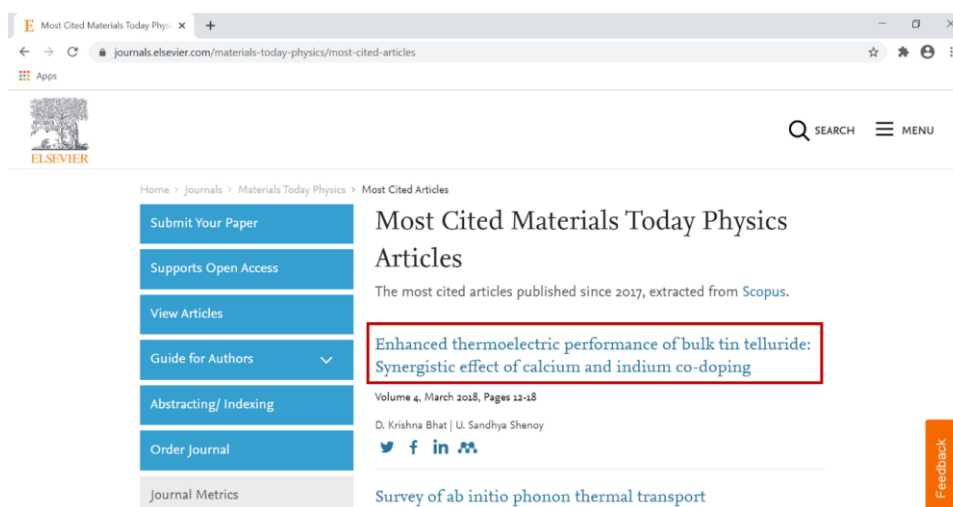 E Most Cited Materials Today Phys
journals.elsevier.com/materials-today-physics/most-cited-articles
Apps
ELSEVIER
SEARCH
MENU
Home > Journals > Materials Today Physics > Most Cited Articles
Submit Your Paper
Supports Open Access
View Articles
Guide for Authors
Abstracting/ Indexing
Order Journal
Journal Metrics
Most Cited Materials Today Physics
Articles
The most cited articles published since 2017, extracted from Scopus.
Enhanced thermoelectric performance of bulk tin telluride:
Synergistic effect of calcium and indium co-doping
Volume 4, March 2018, Pages 12-18
D. Krishna Bhat | U. Sandhya Shenoy
Survey of ab initio phonon thermal transport
Feedback